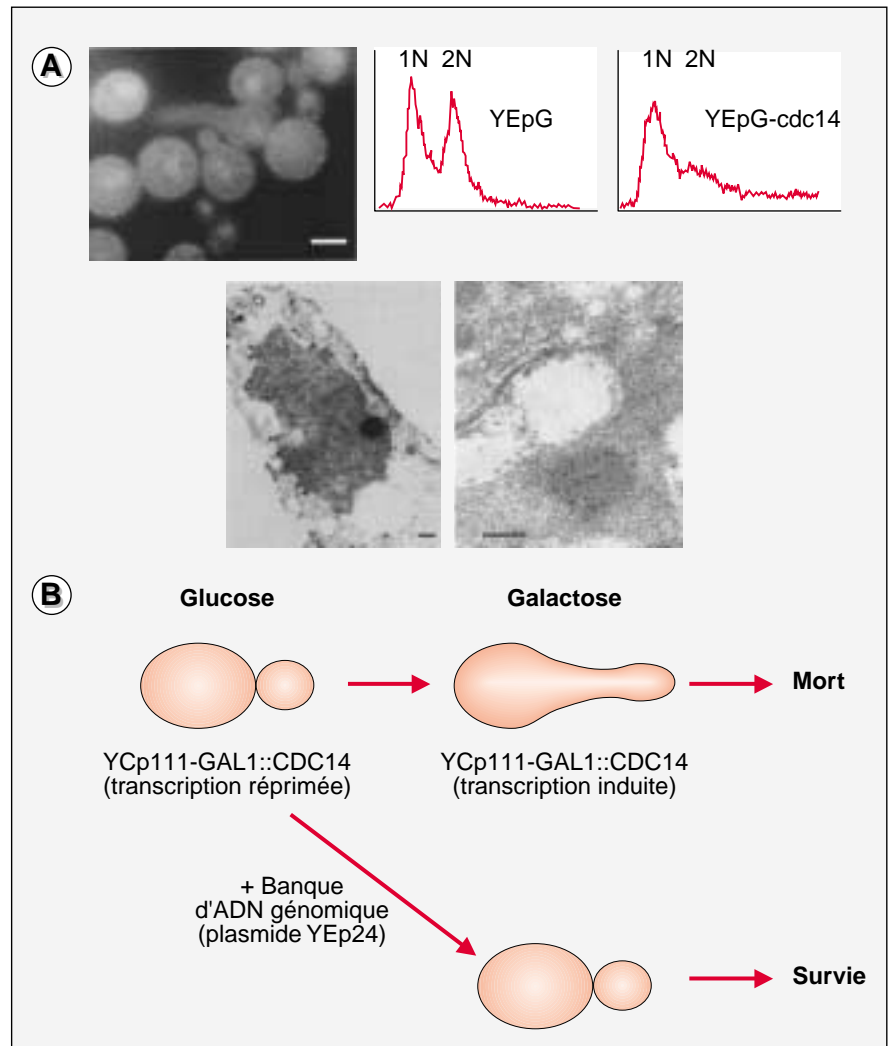 A
1N 2N
YEpG
1N 2N
YEpG-cdc14
B
Glucose
Galactose
Mort
YCp111-GAL1::CDC14
(transcription réprimée)
YCp111-GAL1::CDC14
(transcription induite)
+ Banque
d'ADN génomique
(plasmide YEp24)
Survie